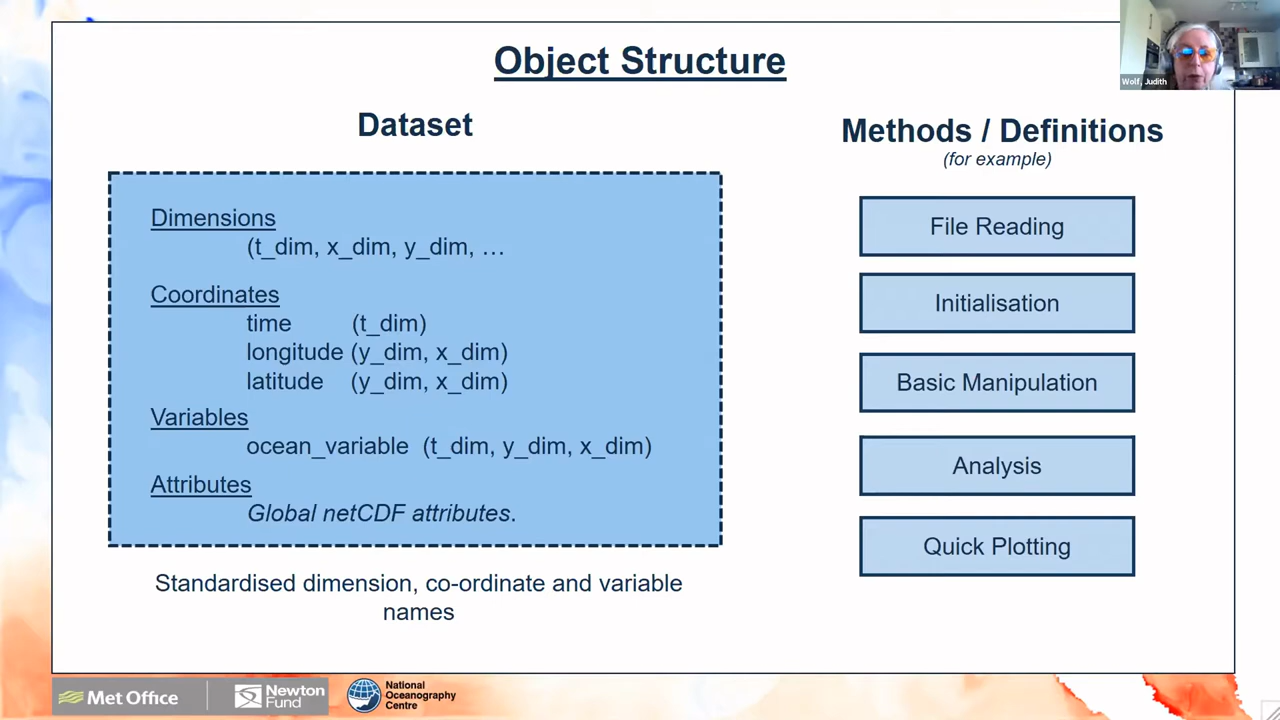 Object Structure
Wolf, Judith
Dataset
Dimensions
(t_dim, x_dim, y_dim, …
Coordinates
time (t_dim)
longitude (y_dim, x_dim)
latitude (y_dim, x_dim)
Variables
ocean_variable (t_dim, y_dim, x_dim)
Attributes
Global netCDF attributes.
Standardised dimension, co-ordinate and variable
names
Methods / Definitions
(for example)
File Reading
Initialisation
Basic Manipulation
Analysis
Quick Plotting
Met Office
Newton
Fund
National
Oceanography
Centre